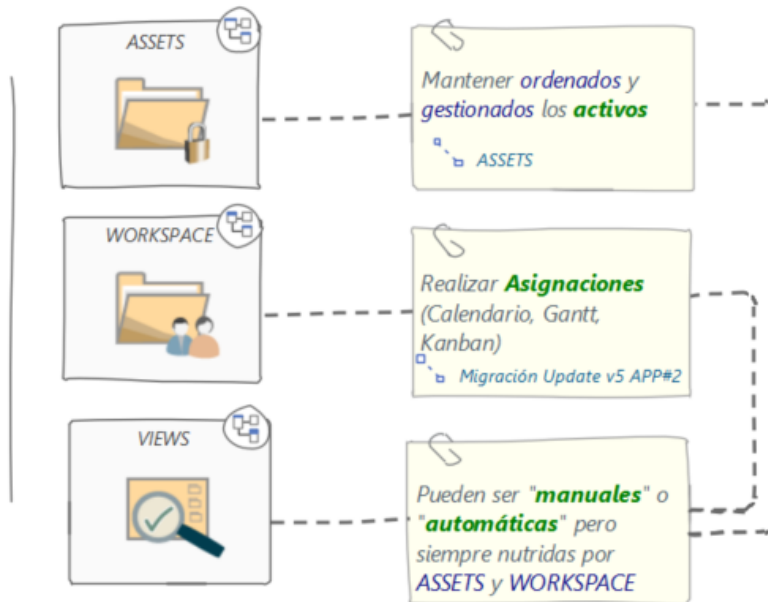 ASSETS
Mantener ordenados y
gestionados los activos
ASSETS
WORKSPACE
Realizar Asignaciones
(Calendario, Gantt,
Kanban)
Migración Update v5 APP#2
VIEWS
Pueden ser "manuales" o
"automáticas" pero
siempre nutridas por
ASSETS y WORKSPACE